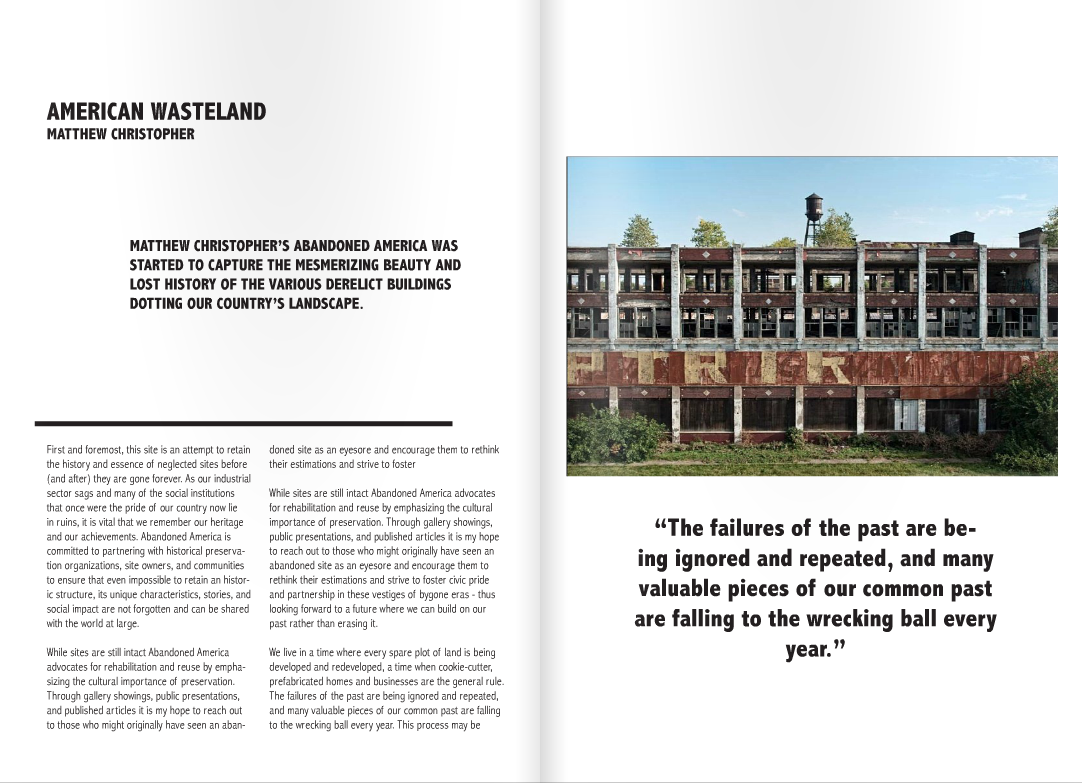 AMERICAN WASTELAND
MATTHEW CHRISTOPHER
MATTHEW CHRISTOPHER'S ABANDONED AMERICA WAS
STARTED TO CAPTURE THE MESMERIZING BEAUTY AND
LOST HISTORY OF THE VARIOUS DERELICT BUILDINGS
DOTTING OUR COUNTRY'S LANDSCAPE.
First and foremost, this site is an attempt to retain
the history and essence of neglected sites before
(and after) they are gone forever. As our industrial
sector sags and many of the social institutions
that once were the pride of our country now lie
in ruins, it is vital that we remember our heritage
and our achievements. Abandoned America is
committed to partnering with historical preserva-
tion organizations, site owners, and communities
to ensure that even impossible to retain an histor-
ic structure, its unique characteristics, stories, and
social impact are not forgotten and can be shared
with the world at large.
While sites are still intact Abandoned America
advocates for rehabilitation and reuse by empha-
sizing the cultural importance of preservation.
Through gallery showings, public presentations,
and published articles it is my hope to reach out
to those who might originally have seen an aban-
doned site as an eyesore and encourage them to rethink
their estimations and strive to foster
While sites are still intact Abandoned America advocates
for rehabilitation and reuse by emphasizing the cultural
importance of preservation. Through gallery showings,
public presentations, and published articles it is my hope
to reach out to those who might originally have seen an
abandoned site as an eyesore and encourage them to
rethink their estimations and strive to foster civic pride
and partnership in these vestiges of bygone eras - thus
looking forward to a future where we can build on our
past rather than erasing it.
We live in a time where every spare plot of land is being
developed and redeveloped, a time when cookie-cutter,
prefabricated homes and businesses are the general rule.
The failures of the past are being ignored and repeated,
and many valuable pieces of our common past are falling
to the wrecking ball every year. This process may be
“The failures of the past are be-
ing ignored and repeated, and many
valuable pieces of our common past
are falling to the wrecking ball every
year.”